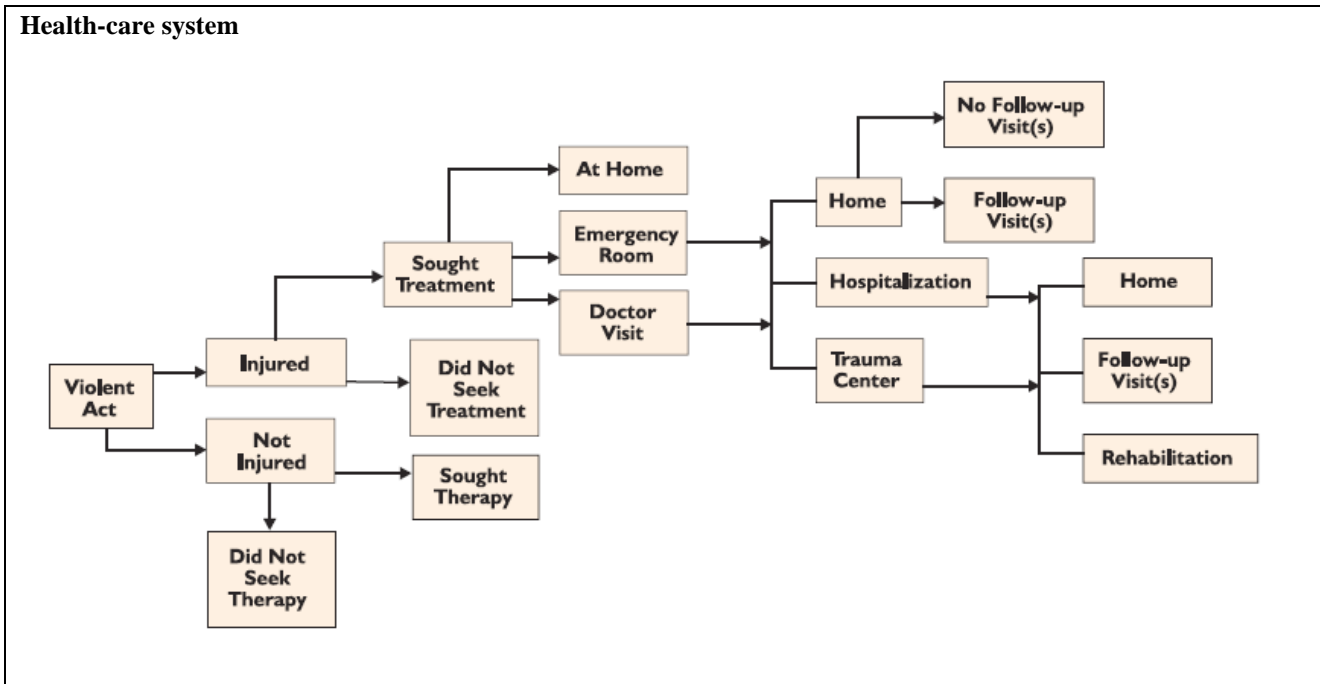 Health-care system
No Follow-up
Visit(s)
At Home
Home
Follow-up
Visit(s)
Emergency
Room
Sought
Treatment
Hospitalization
Home
Doctor
Visit
Injured
Trauma
Center
Follow-up
Visit(s)
Did Not
Seek
Treatment
Violent
Act
Not
Injured
Rehabilitation
Sought
Therapy
Did Not
Seek
Therapy